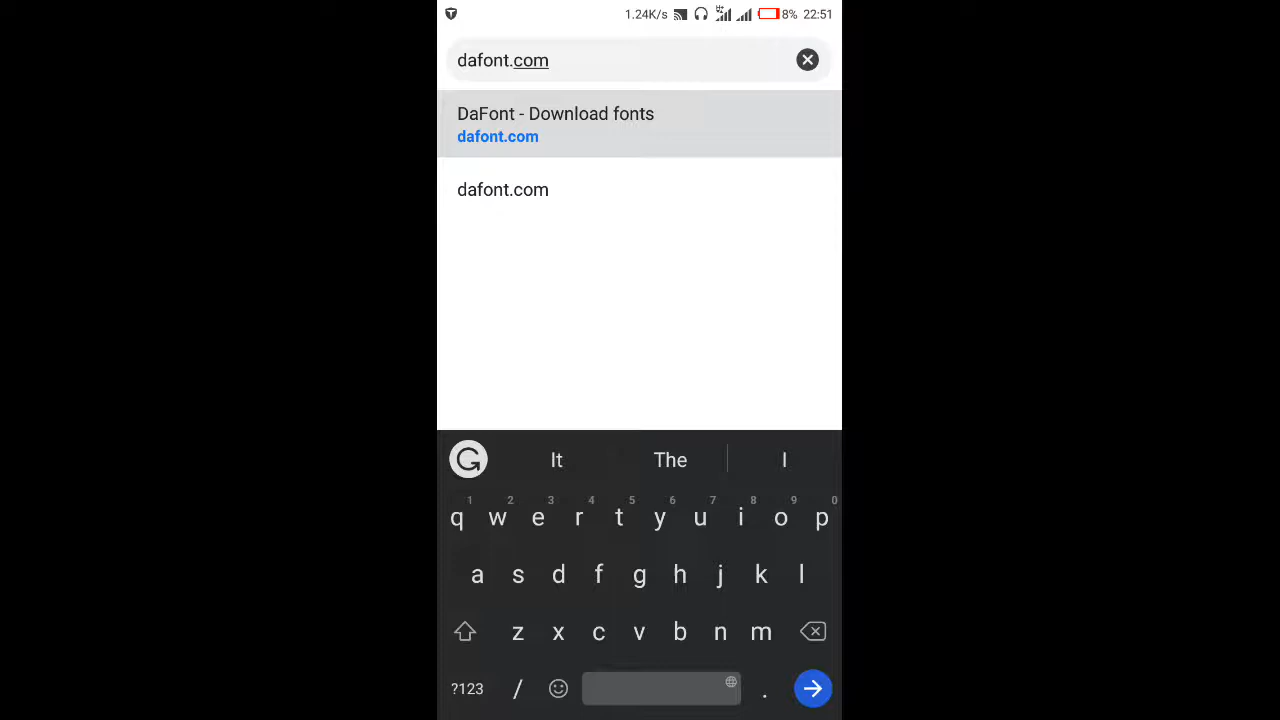 1.24K/s 8% 22:51
dafont.com
DaFont - Download fonts
dafont.com
dafont.com
It The I
1 2 3 4 5 6 7 8 9 0
q w e r t y u i o p
a s d f g h j k l
z x c v b n m
?123 / .